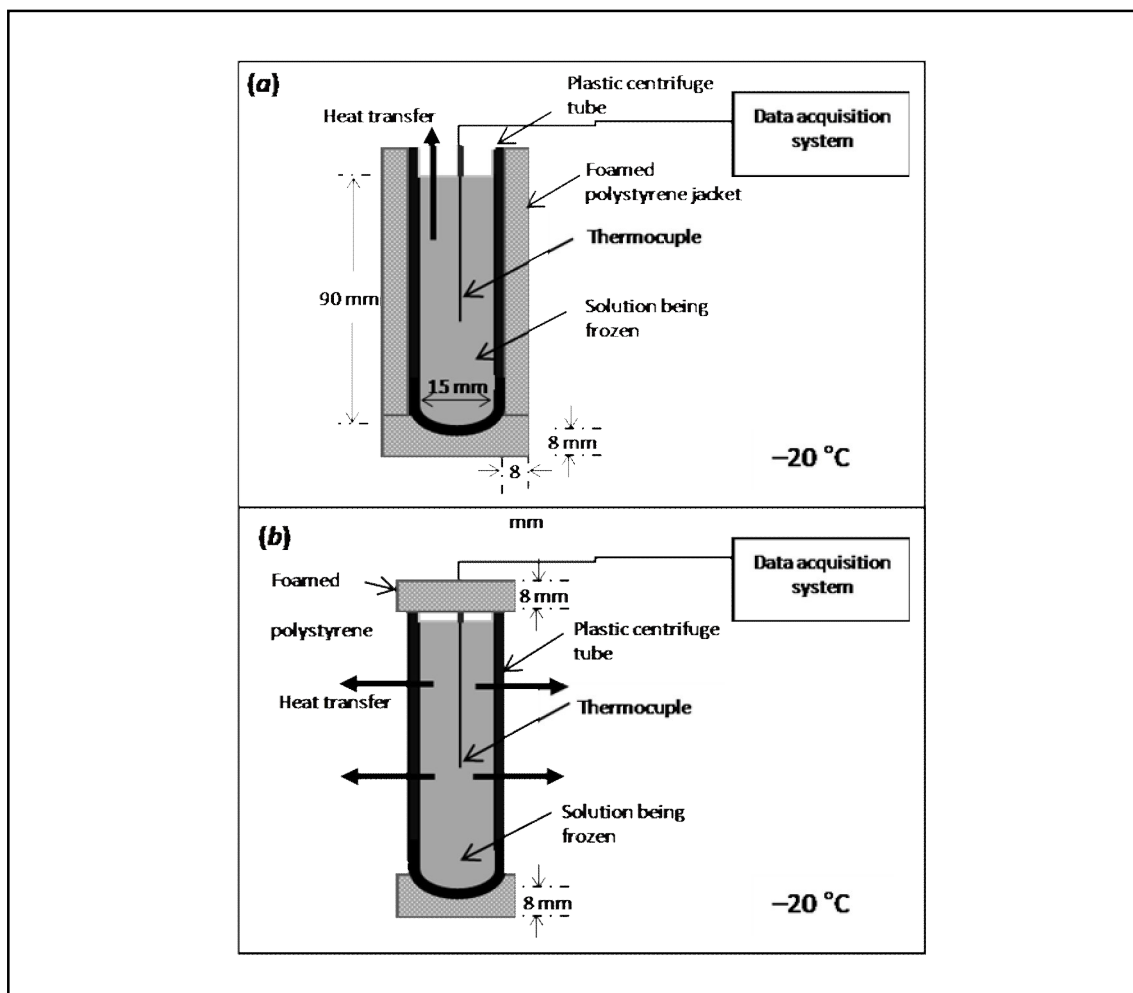 (a)
Plastic centrifuge
tube
Heat transfer
Data acquisition
system
Foamed
polystyrene jacket
Thermocuple
90 mm
Solution being
frozen
15 mm
8 mm
8
–20 °C
mm
(b)
Data acquisition
system
Foamed
8 mm
polystyrene
Plastic centrifuge
tube
Heat transfer
Thermocuple
Solution being
frozen
8 mm
–20 °C